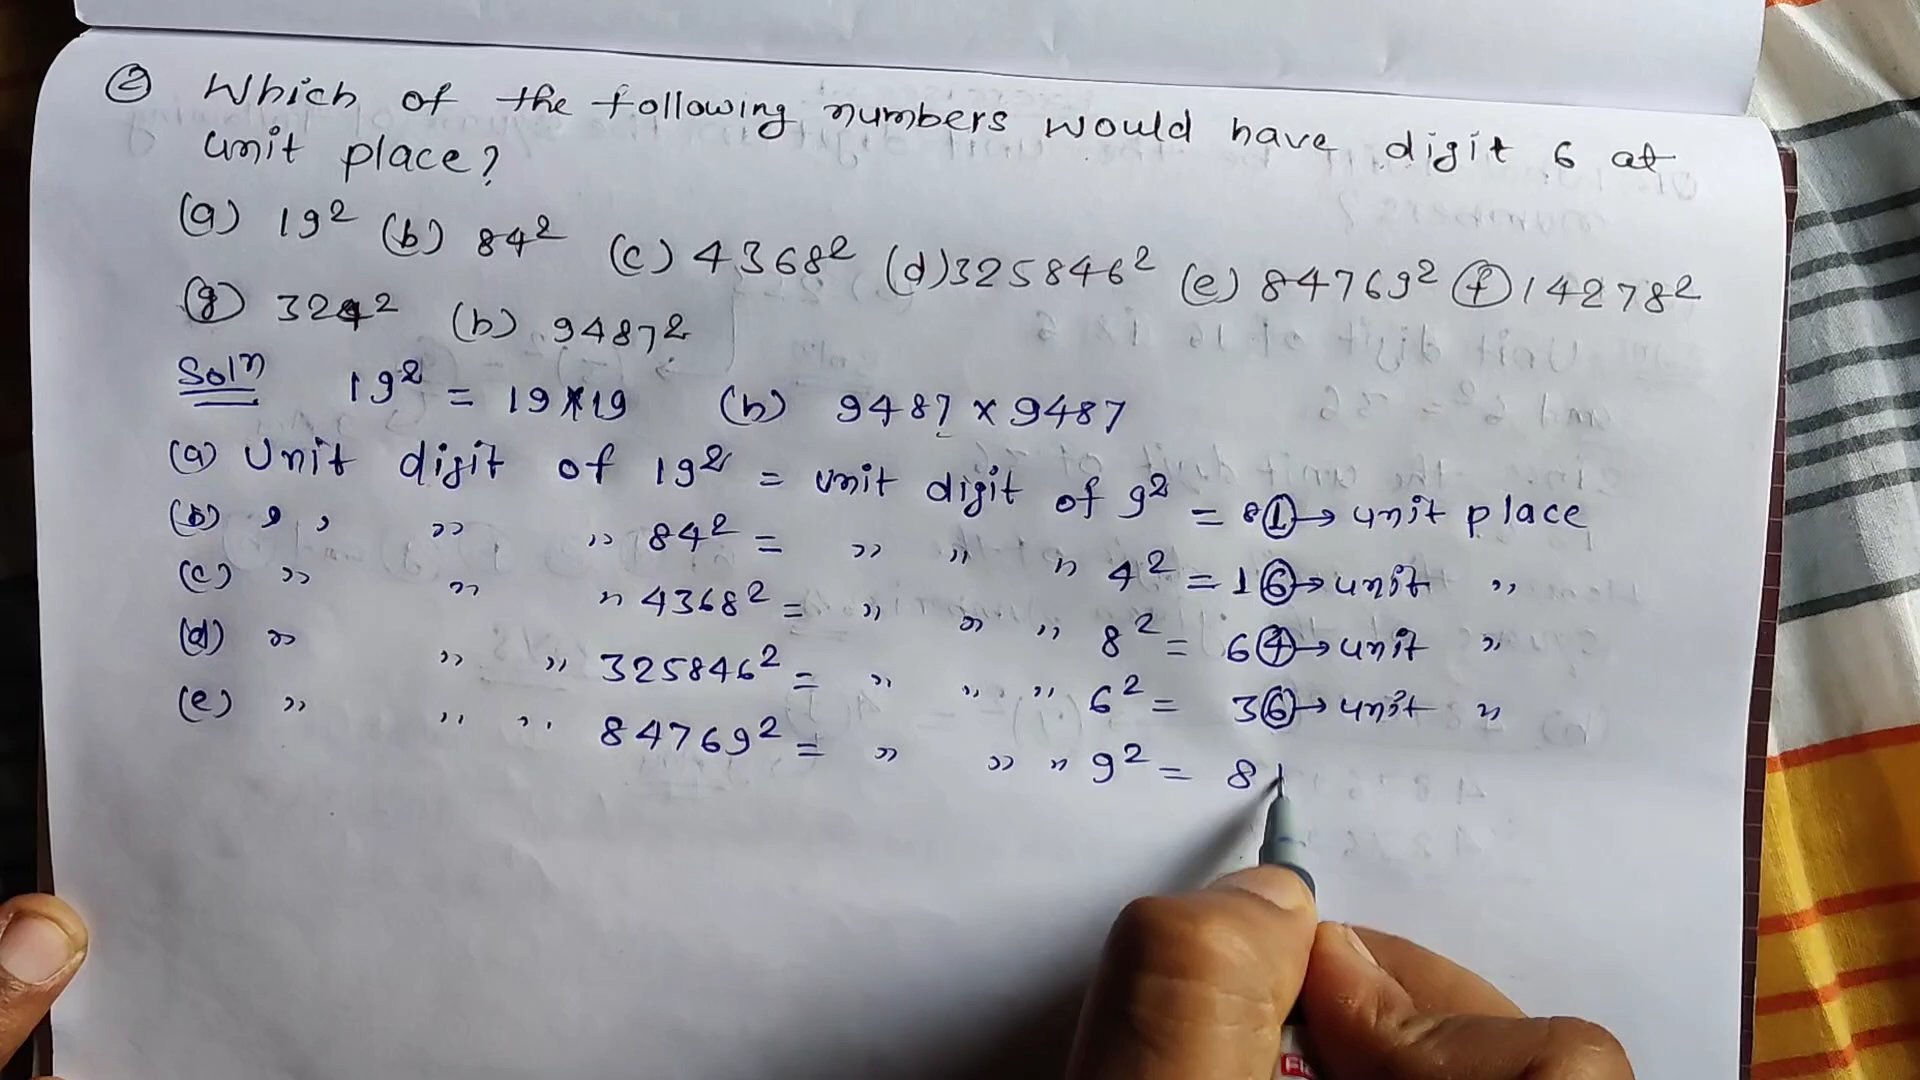 ② Which of the following numbers would have digit 6 at
unit place?
(a) 19² (b) 84² (c) 4368² (d) 325846² (e) 84769² (f) 14278²
(g) 324² (h) 9487²
Solⁿ 19² = 19×19 (h) 9487 × 9487
(a) Unit digit of 19² = unit digit of 9² = 8① → unit place
(b) ,, ,, ,, 84² = ,, ,, ,, 4² = 1⑥ → unit ,,
(c) ,, ,, ,, 4368² = ,, ,, ,, 8² = 6④ → unit ,,
(d) ,, ,, ,, 325846² = ,, ,, ,, 6² = 3⑥ → unit ,,
(e) ,, ,, ,, 84769² = ,, ,, ,, 9² = 81